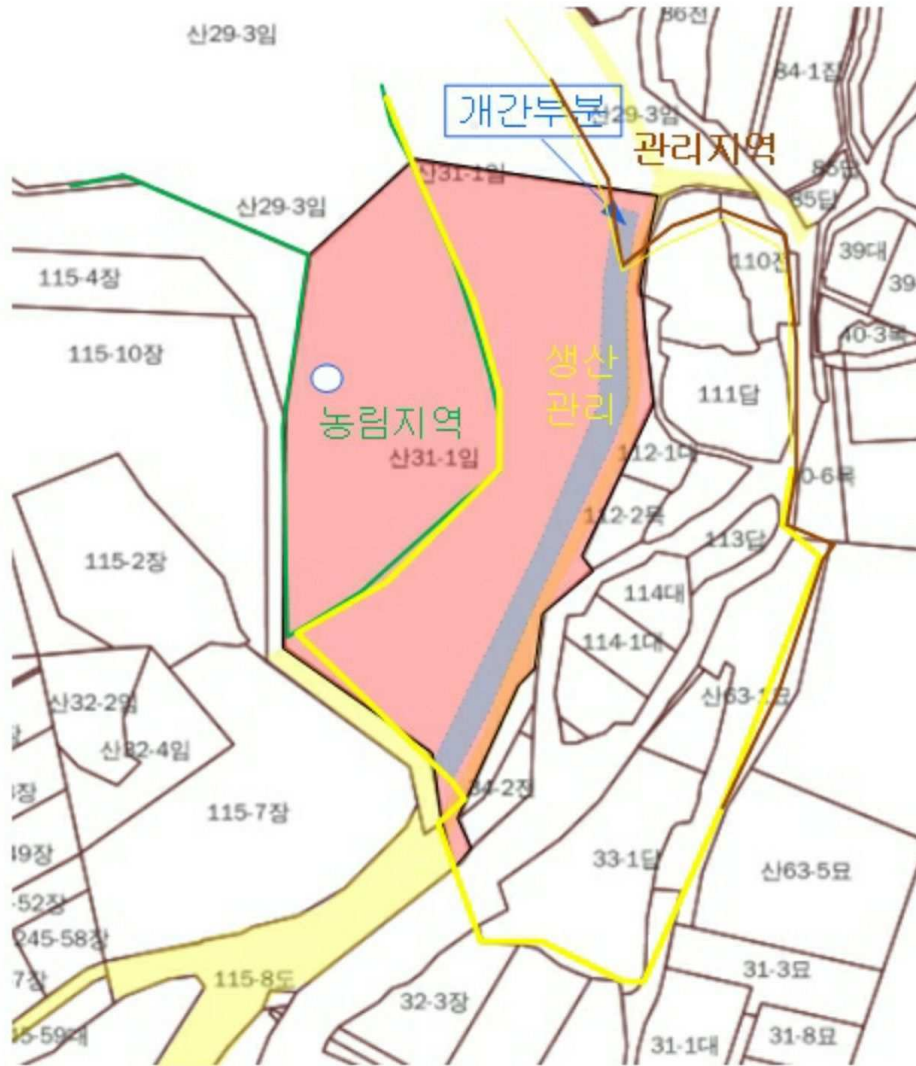 산29-3임
86전
84-1집
개간부분
산29-3임
관리지역
산31-1임
85답
85답
산29-3임
110전
39대
115-4장
40-3목
115-10장
생산
관리
111답
농림지역
산31-1임
112-1대
112-2목
113답
115-2장
114대
114-1대
산63-1묘
산32-2임
산32-4임
34-2전
115-7장
33-1답
산63-5묘
245-58장
115-8도
31-3묘
32-3장
31-1대
31-8묘